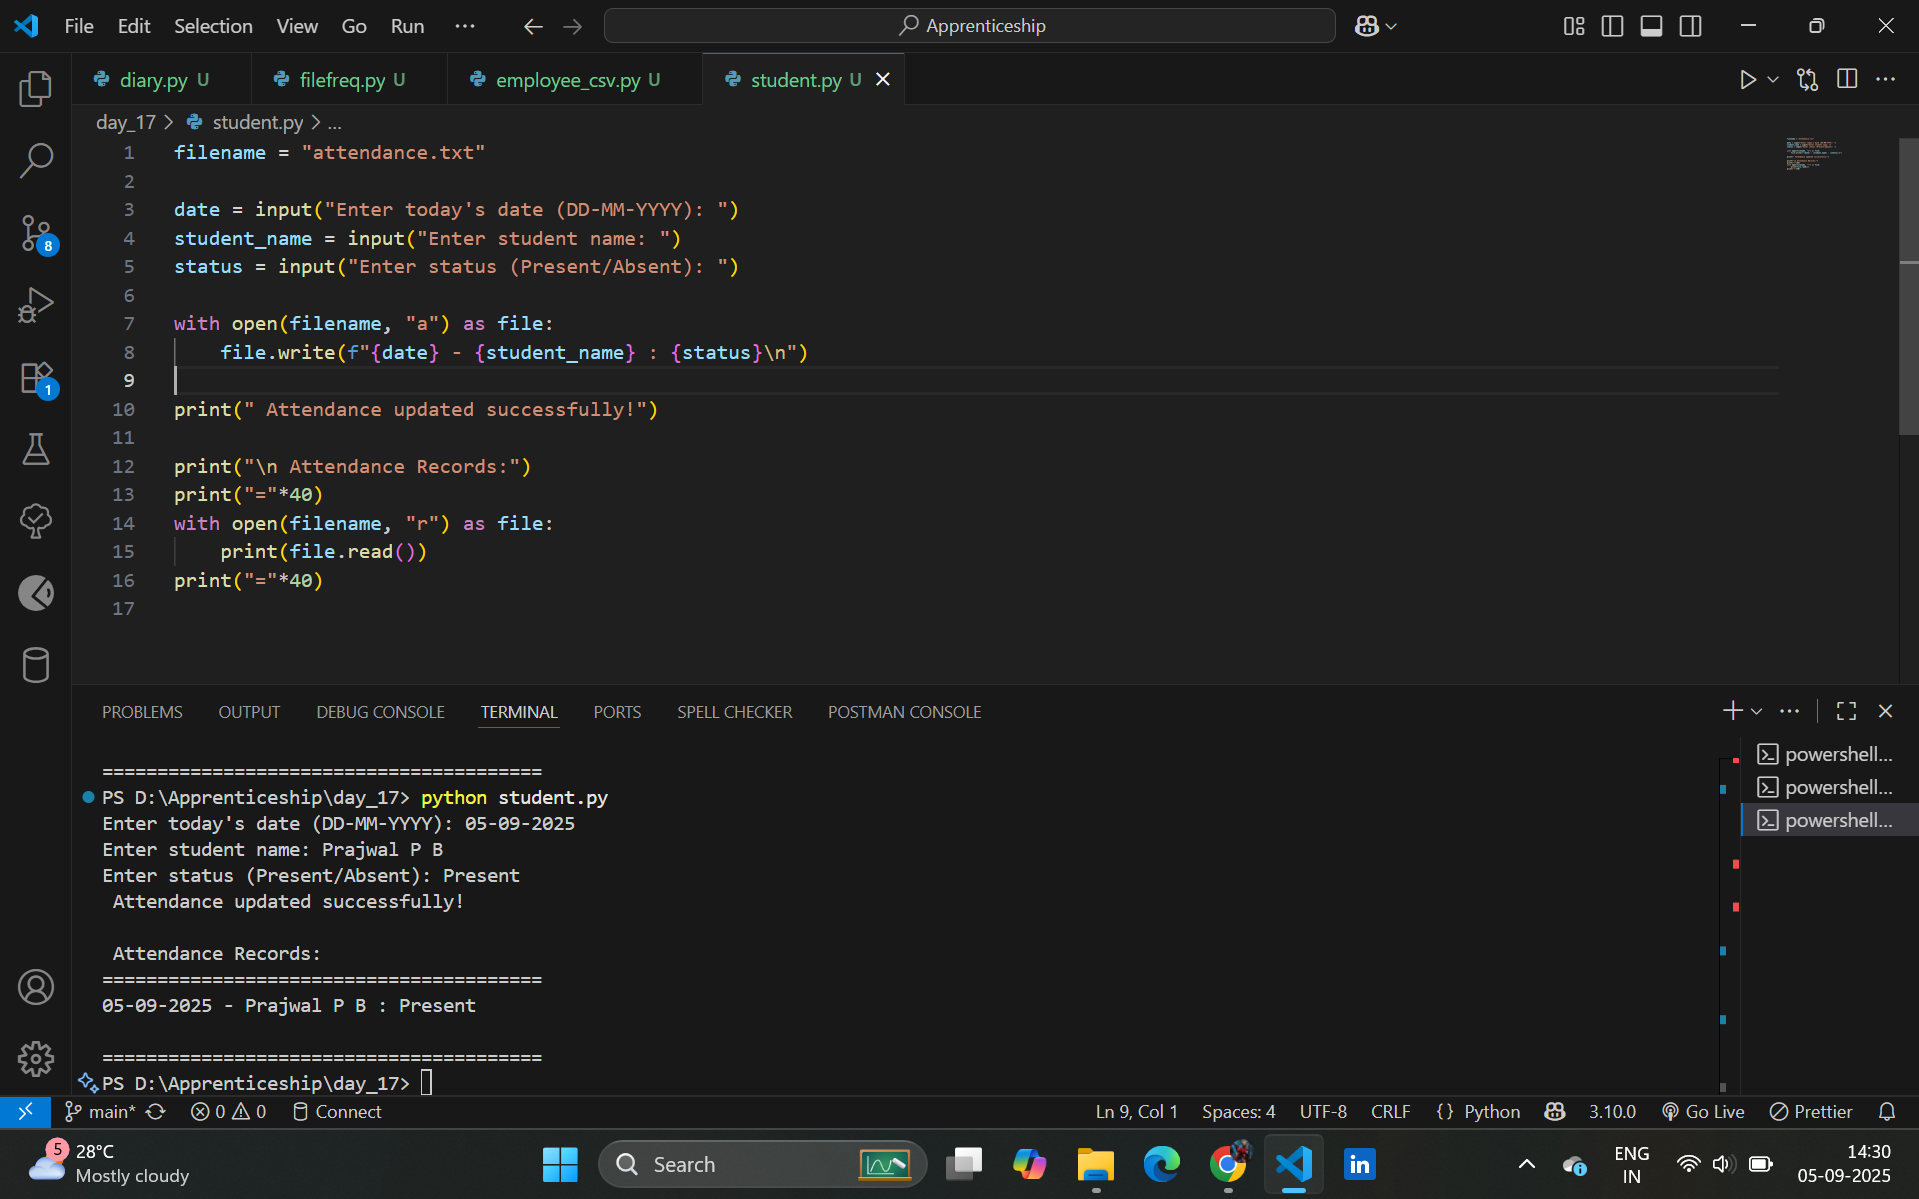 File Edit Selection View Go Run ··· Apprenticeship
diary.py U filefreq.py U employee_csv.py U student.py U
day_17 > student.py > ...
1 filename = "attendance.txt"
2
3 date = input("Enter today's date (DD-MM-YYYY): ")
4 student_name = input("Enter student name: ")
5 status = input("Enter status (Present/Absent): ")
6
7 with open(filename, "a") as file:
8     file.write(f"{date} - {student_name} : {status}\n")
9
10 print(" Attendance updated successfully!")
11
12 print("\n Attendance Records:")
13 print("="*40)
14 with open(filename, "r") as file:
15     print(file.read())
16 print("="*40)
17
8
1
PROBLEMS OUTPUT DEBUG CONSOLE TERMINAL PORTS SPELL CHECKER POSTMAN CONSOLE
powershell...
powershell...
powershell...
========================================
PS D:\Apprenticeship\day_17> python student.py
Enter today's date (DD-MM-YYYY): 05-09-2025
Enter student name: Prajwal P B
Enter status (Present/Absent): Present
 Attendance updated successfully!

 Attendance Records:
========================================
05-09-2025 - Prajwal P B : Present

========================================
PS D:\Apprenticeship\day_17>
main* 0 0 Connect Ln 9, Col 1 Spaces: 4 UTF-8 CRLF {} Python 3.10.0 Go Live Prettier
5 28°C
Mostly cloudy
Search
in
ENG
IN
14:30
05-09-2025